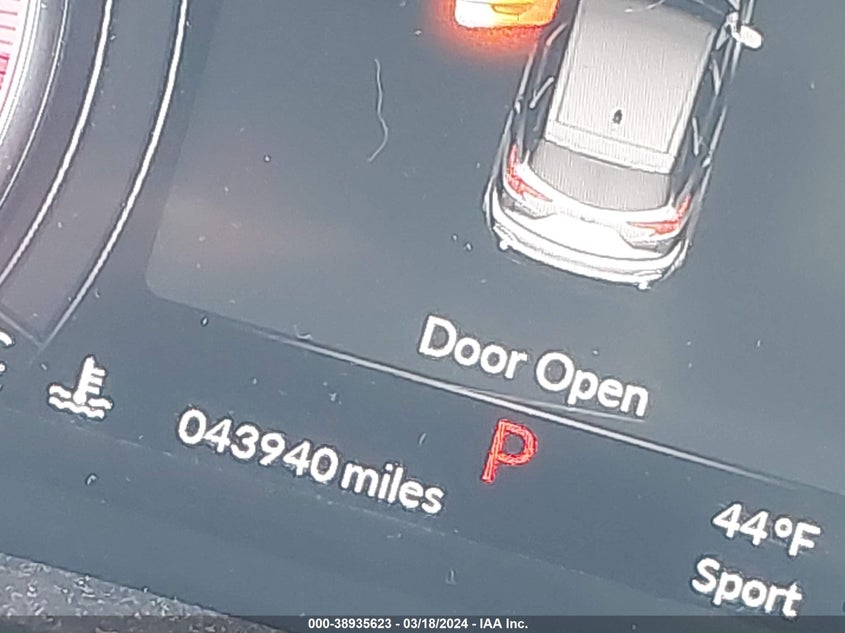 Door Open
043940 miles
P
44°F
Sport
000-38935623 - 03/18/2024 - IAA Inc.